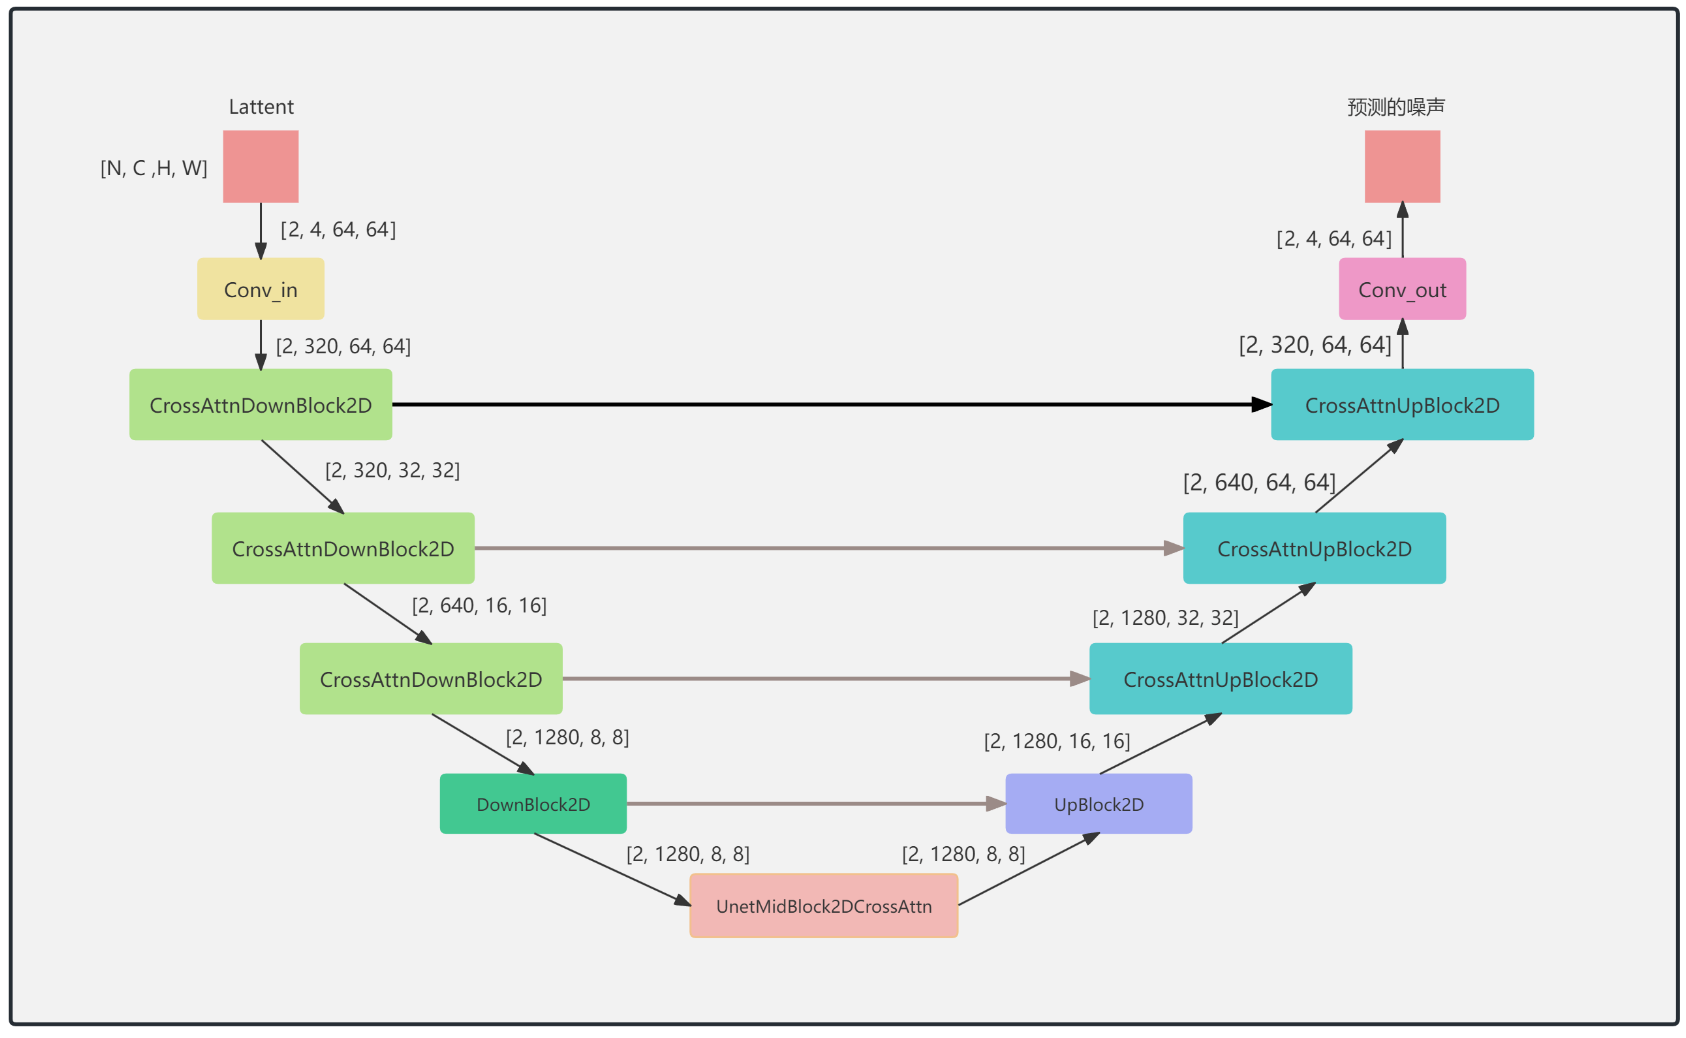 Lattent
预测的噪声
[N, C ,H, W]
[2, 4, 64, 64]
[2, 4, 64, 64]
Conv_in
Conv_out
[2, 320, 64, 64]
[2, 320, 64, 64]
CrossAttnDownBlock2D
CrossAttnUpBlock2D
[2, 320, 32, 32]
[2, 640, 64, 64]
CrossAttnDownBlock2D
CrossAttnUpBlock2D
[2, 640, 16, 16]
[2, 1280, 32, 32]
CrossAttnDownBlock2D
CrossAttnUpBlock2D
[2, 1280, 8, 8]
[2, 1280, 16, 16]
DownBlock2D
UpBlock2D
[2, 1280, 8, 8]
[2, 1280, 8, 8]
UnetMidBlock2DCrossAttn